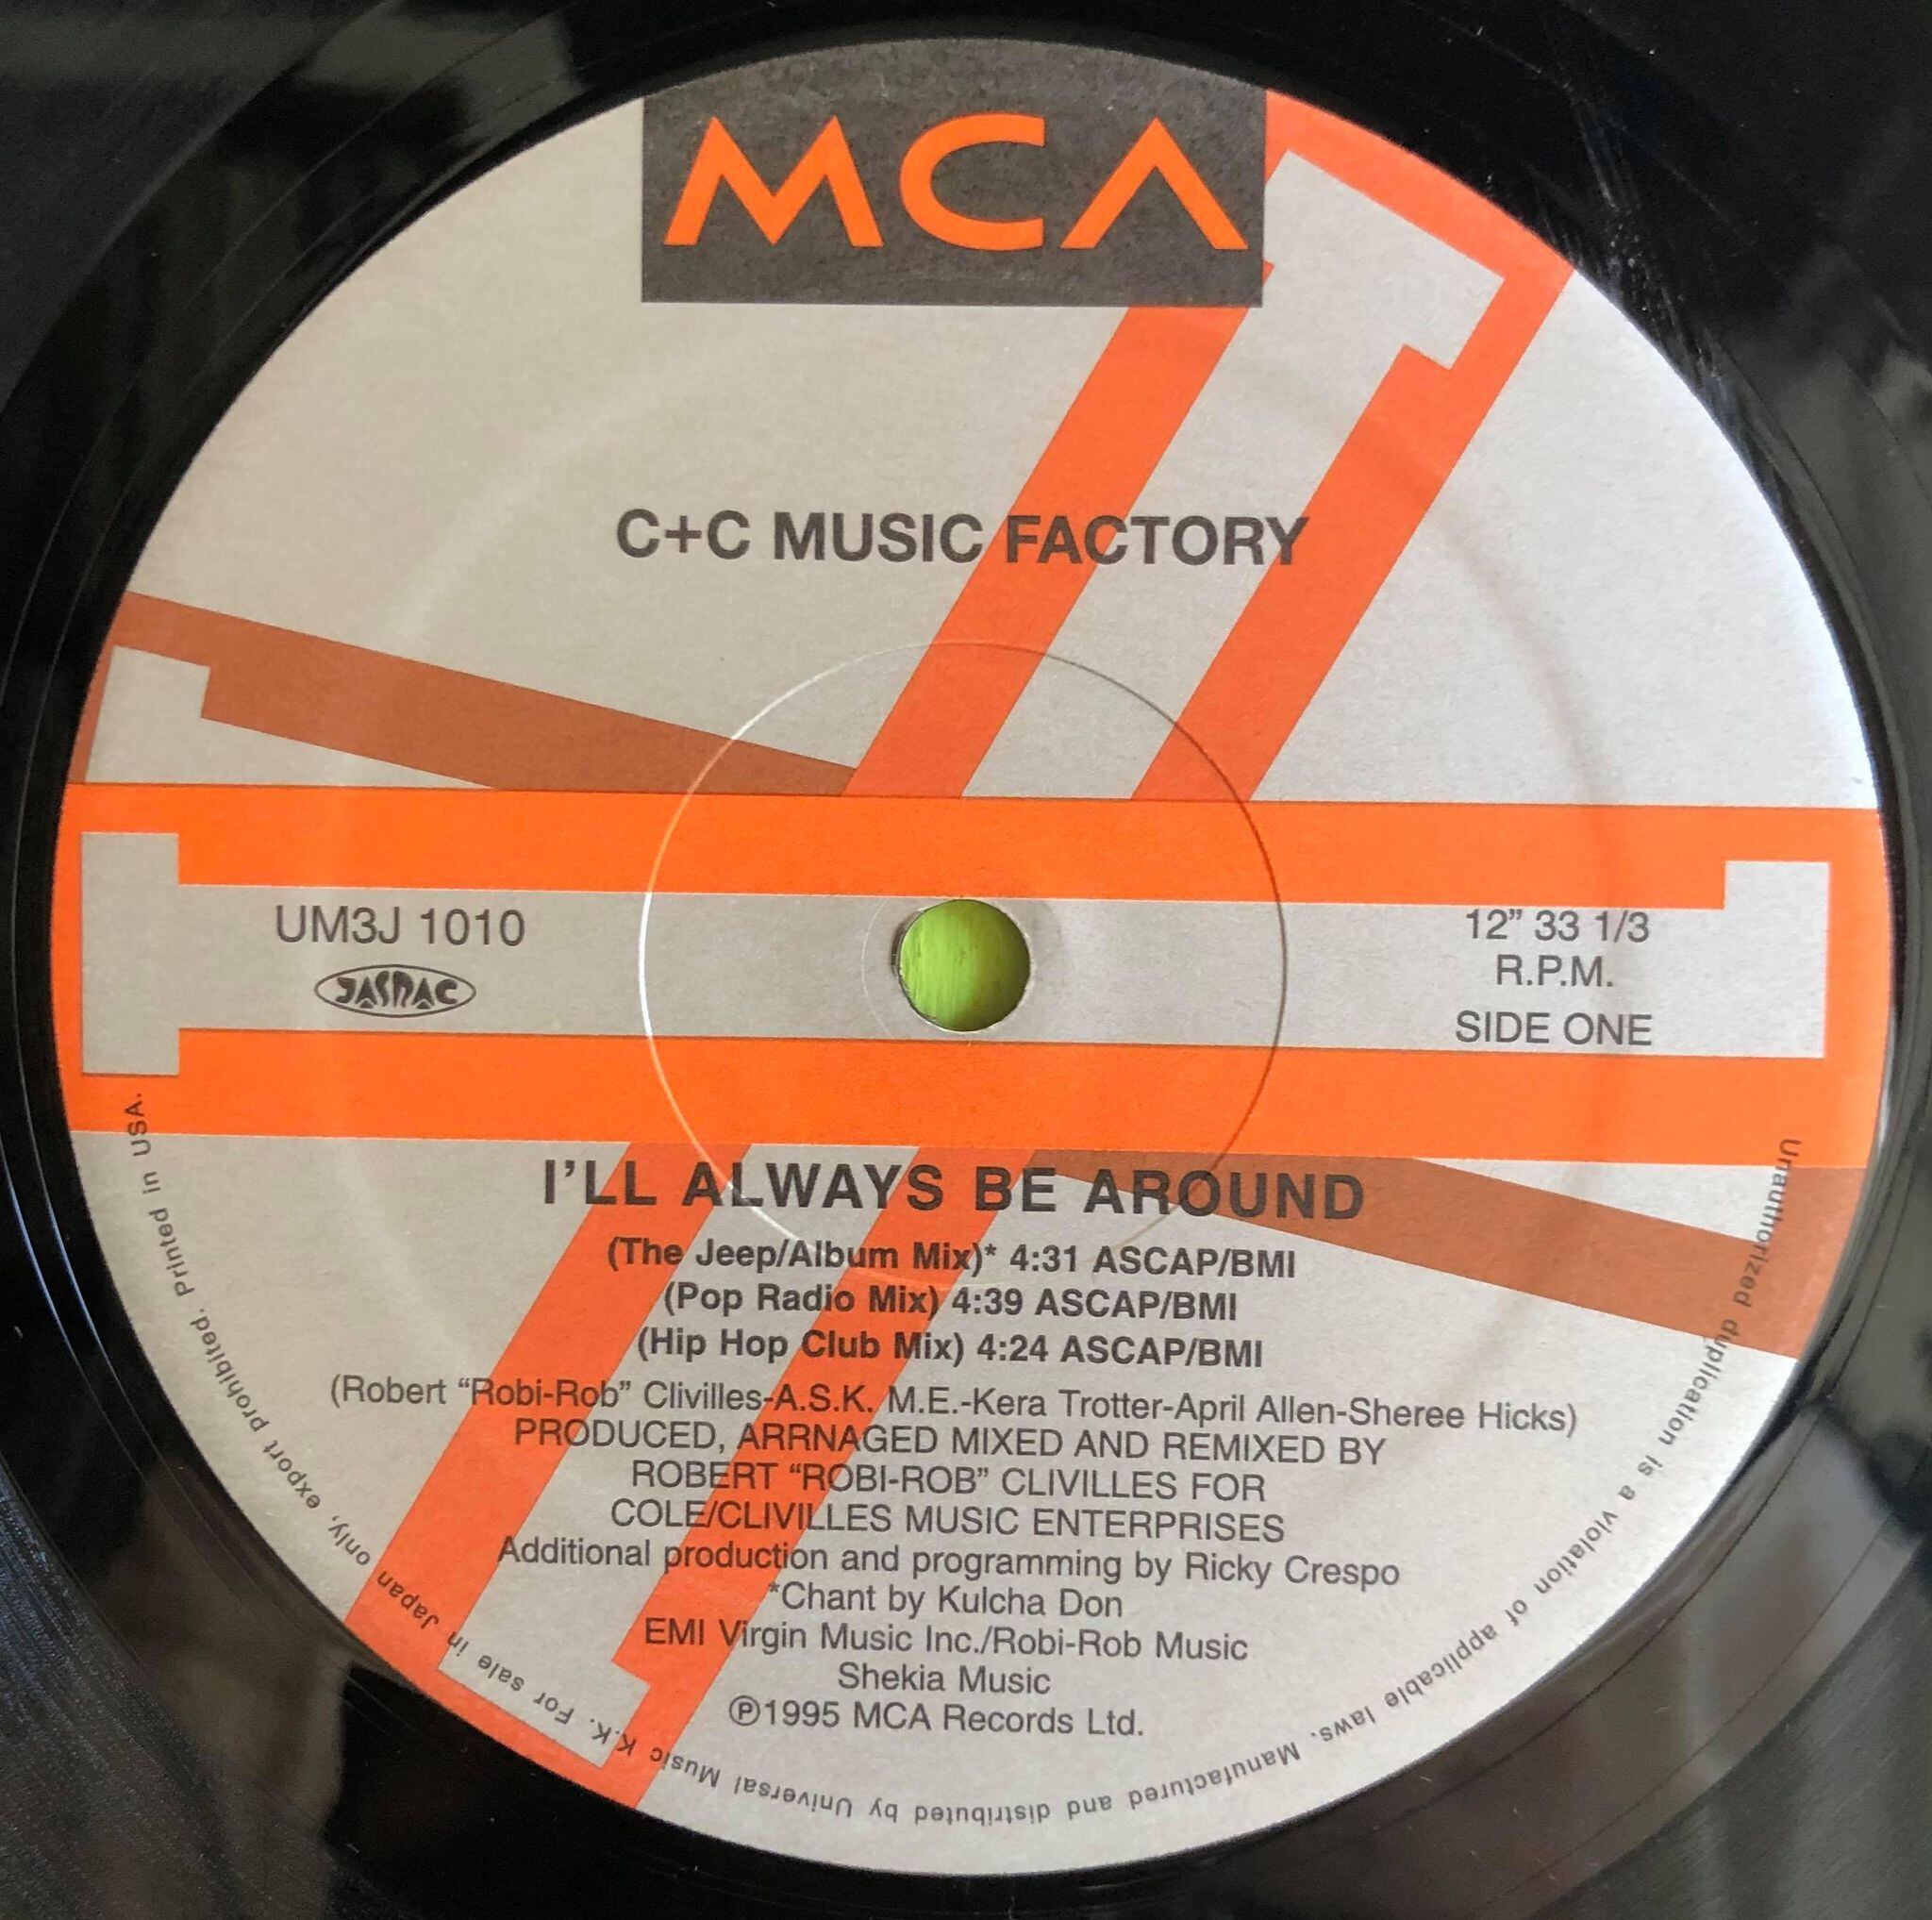 MCA
C+C MUSIC FACTORY
UM3J 1010
JASRAC
12” 33 1/3
R.P.M.
SIDE ONE
I’LL ALWAYS BE AROUND
(The Jeep/Album Mix)* 4:31 ASCAP/BMI
(Pop Radio Mix) 4:39 ASCAP/BMI
(Hip Hop Club Mix) 4:24 ASCAP/BMI
(Robert “Robi-Rob” Clivilles-A.S.K. M.E.-Kera Trotter-April Allen-Sheree Hicks)
PRODUCED, ARRNAGED MIXED AND REMIXED BY
ROBERT “ROBI-ROB” CLIVILLES FOR
COLE/CLIVILLES MUSIC ENTERPRISES
Additional production and programming by Ricky Crespo
*Chant by Kulcha Don
EMI Virgin Music Inc./Robi-Rob Music
Shekia Music
℗1995 MCA Records Ltd.
Unauthorized duplication is a violation of applicable laws. Manufactured and distributed by Universal Music K.K. For sale in Japan only, export prohibited. Printed in USA.